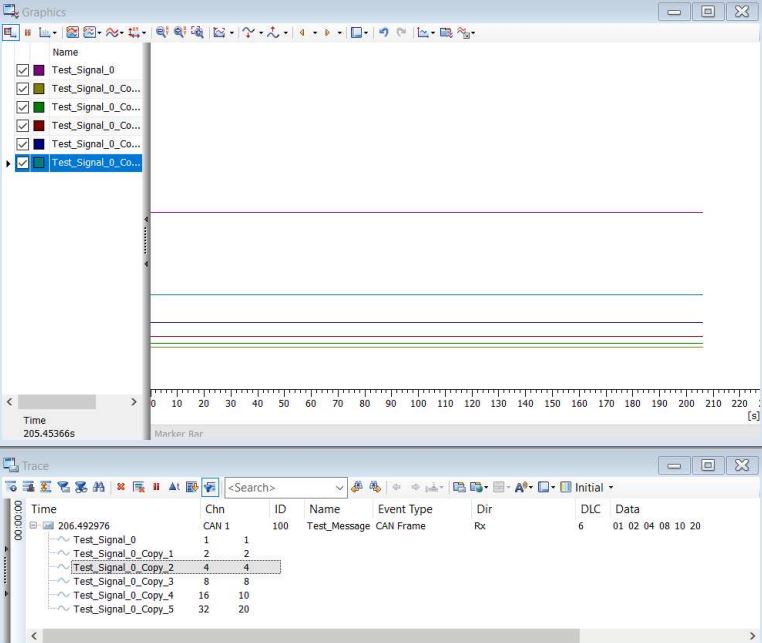 Graphics
Name
Test_Signal_0
Test_Signal_0_Co...
Test_Signal_0_Co...
Test_Signal_0_Co...
Test_Signal_0_Co...
Test_Signal_0_Co...
0 10 20 30 40 50 60 70 80 90 100 110 120 130 140 150 160 170 180 190 200 210 220
[s]
Time
205.45366s
Marker Bar
Trace
<Search>
Initial
Time Chn ID Name Event Type Dir DLC Data
206.492976 CAN 1 100 Test_Message CAN Frame Rx 6 01 02 04 08 10 20
Test_Signal_0 1 1
Test_Signal_0_Copy_1 2 2
Test_Signal_0_Copy_2 4 4
Test_Signal_0_Copy_3 8 8
Test_Signal_0_Copy_4 16 10
Test_Signal_0_Copy_5 32 20